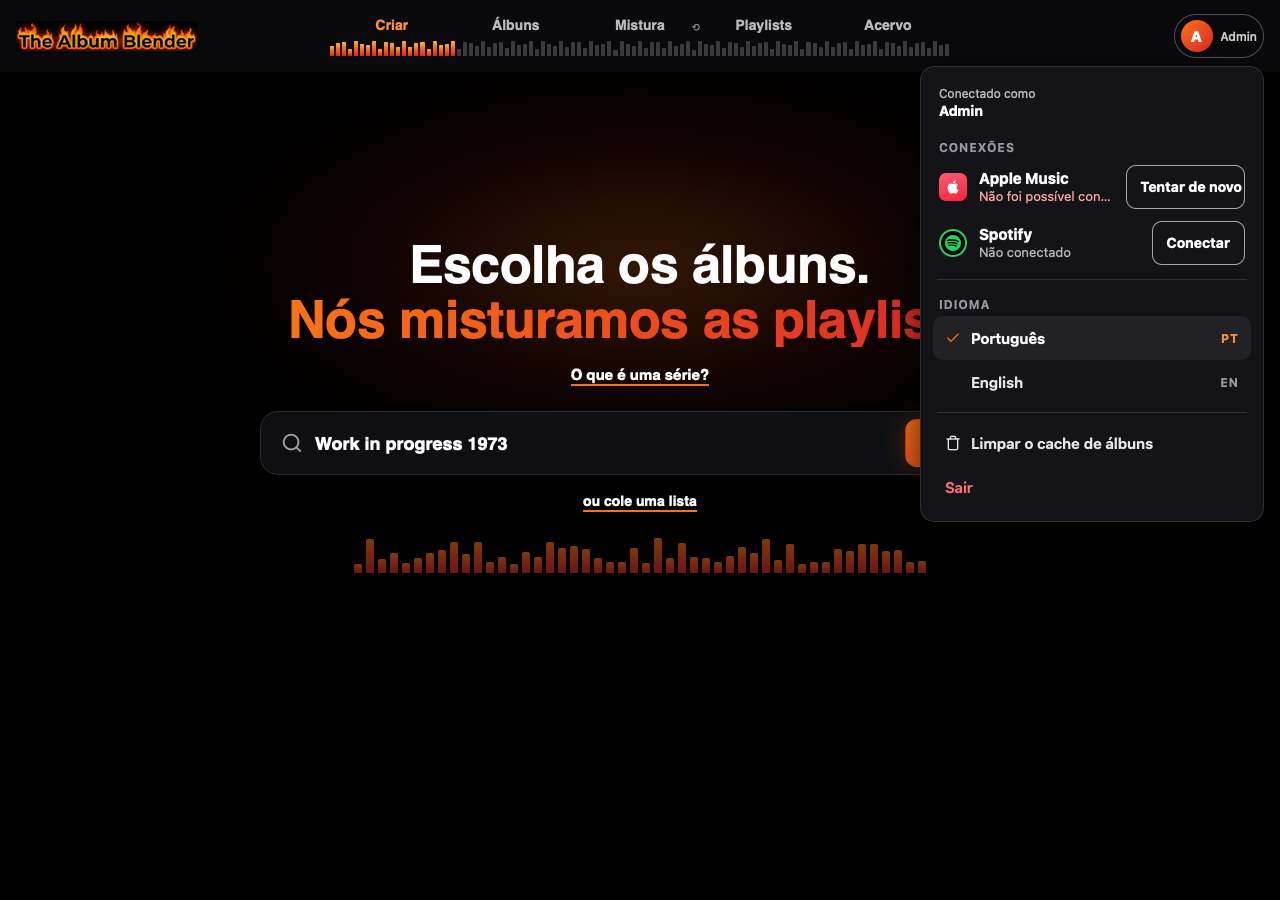 The Album Blender
Criar
Álbuns
Mistura
Playlists
Acervo
A
Admin
Conectado como
Admin
CONEXÕES
Apple Music
Não foi possível con...
Tentar de novo
Spotify
Não conectado
Conectar
IDIOMA
Português
PT
English
EN
Limpar o cache de álbuns
Sair
Escolha os álbuns.
Nós misturamos as playlis
O que é uma série?
Work in progress 1973
ou cole uma lista